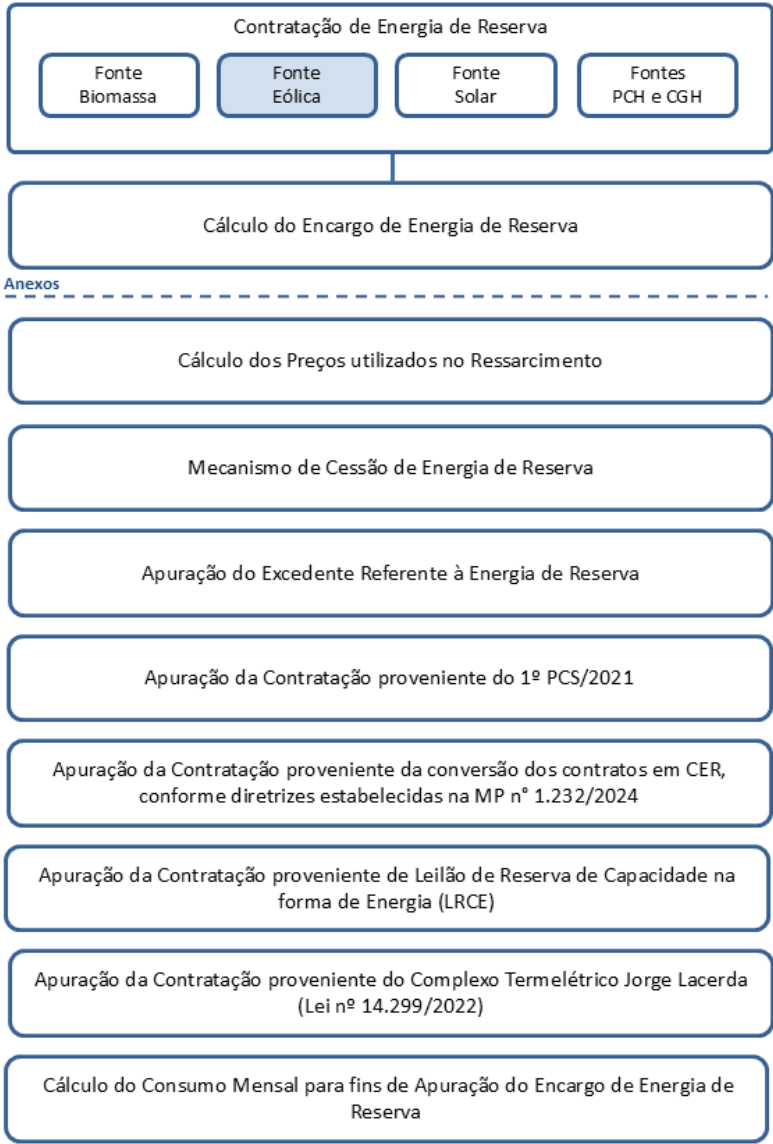 Contratação de Energia de Reserva
Fonte
Biomassa
Fonte
Eólica
Fonte
Solar
Fontes
PCH e CGH
Cálculo do Encargo de Energia de Reserva
Anexos
Cálculo dos Preços utilizados no Ressarcimento
Mecanismo de Cessão de Energia de Reserva
Apuração do Excedente Referente à Energia de Reserva
Apuração da Contratação proveniente do 1º PCS/2021
Apuração da Contratação proveniente da conversão dos contratos em CER,
conforme diretrizes estabelecidas na MP n° 1.232/2024
Apuração da Contratação proveniente de Leilão de Reserva de Capacidade na
forma de Energia (LRCE)
Apuração da Contratação proveniente do Complexo Termelétrico Jorge Lacerda
(Lei nº 14.299/2022)
Cálculo do Consumo Mensal para fins de Apuração do Encargo de Energia de
Reserva